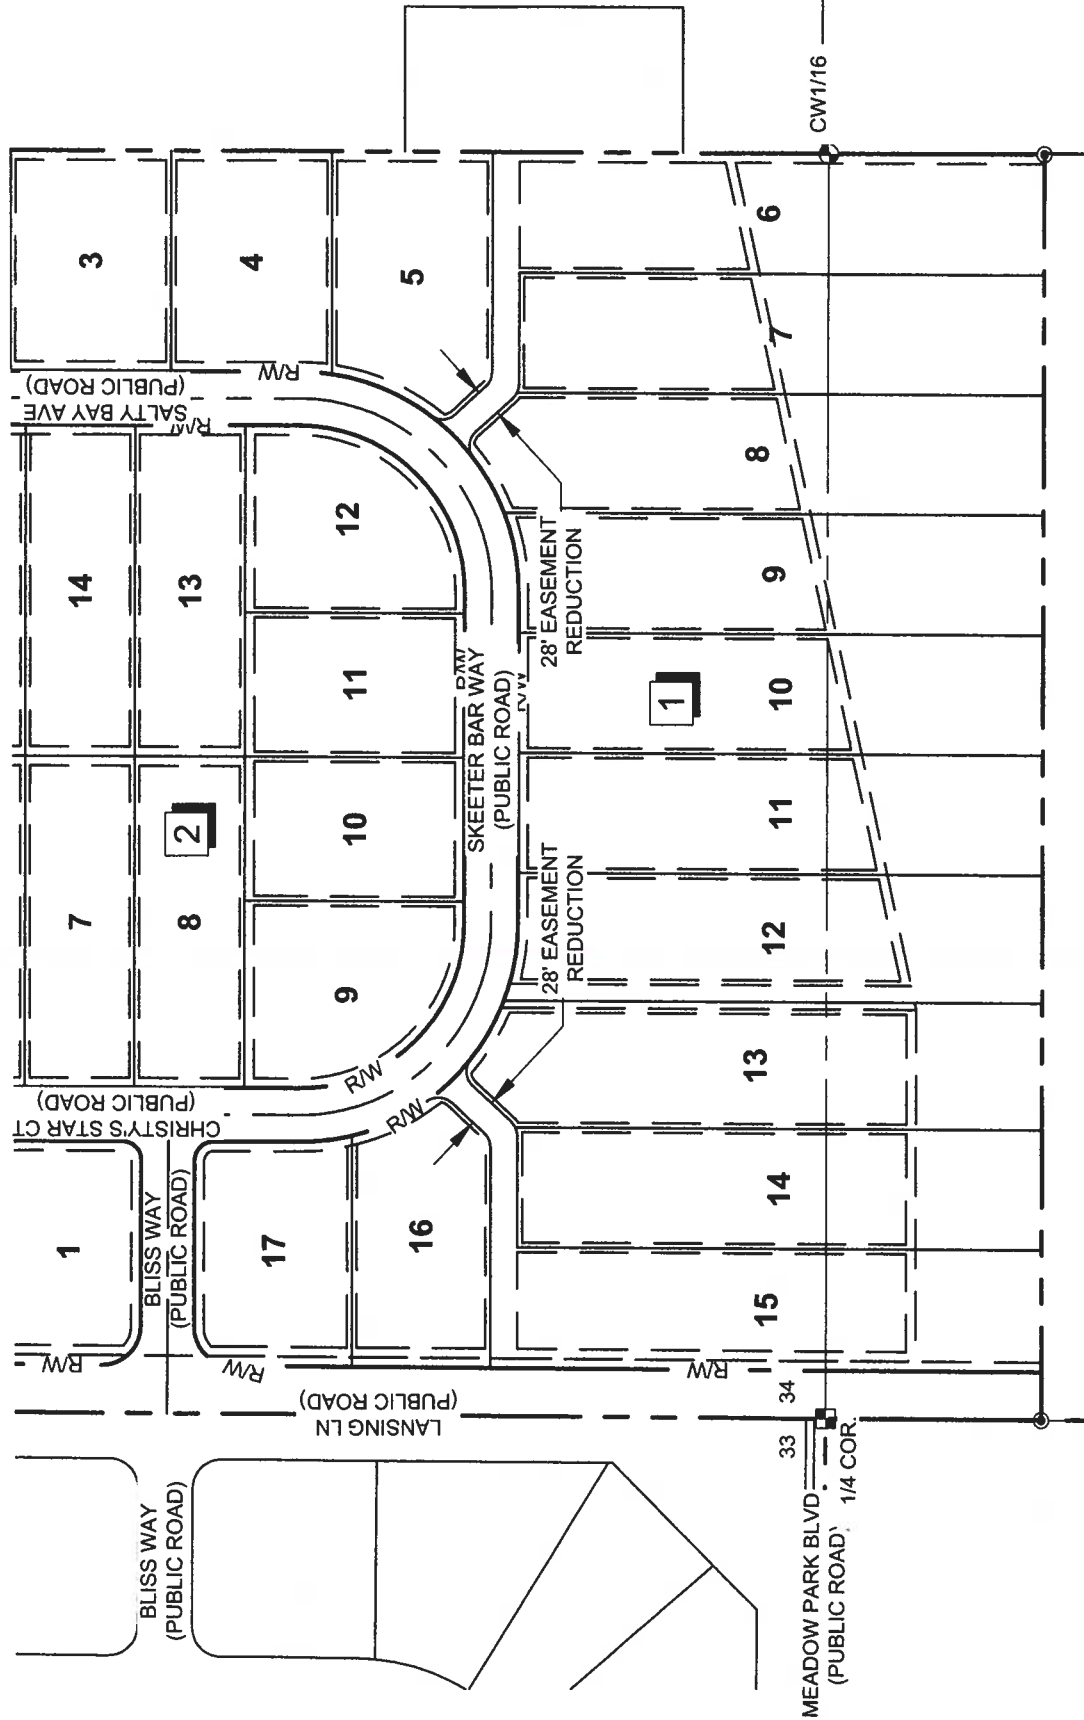 CW1/16
3
4
5
R/W
SALTY BAY AVE
(PUBLIC ROAD)
R/W
14
13
12
11
10
9
7
8
2
SKEETER BAR WAY
(PUBLIC ROAD)
R/W
R/W
28' EASEMENT
REDUCTION
28' EASEMENT
REDUCTION
6
7
8
9
10
1
11
12
13
14
15
16
17
1
R/W
R/W
CHRISTY'S STAR CT
(PUBLIC ROAD)
BLISS WAY
(PUBLIC ROAD)
R/W
R/W
R/W
LANSING LN
(PUBLIC ROAD)
BLISS WAY
(PUBLIC ROAD)
33
34
1/4 COR.
MEADOW PARK BLVD
(PUBLIC ROAD)